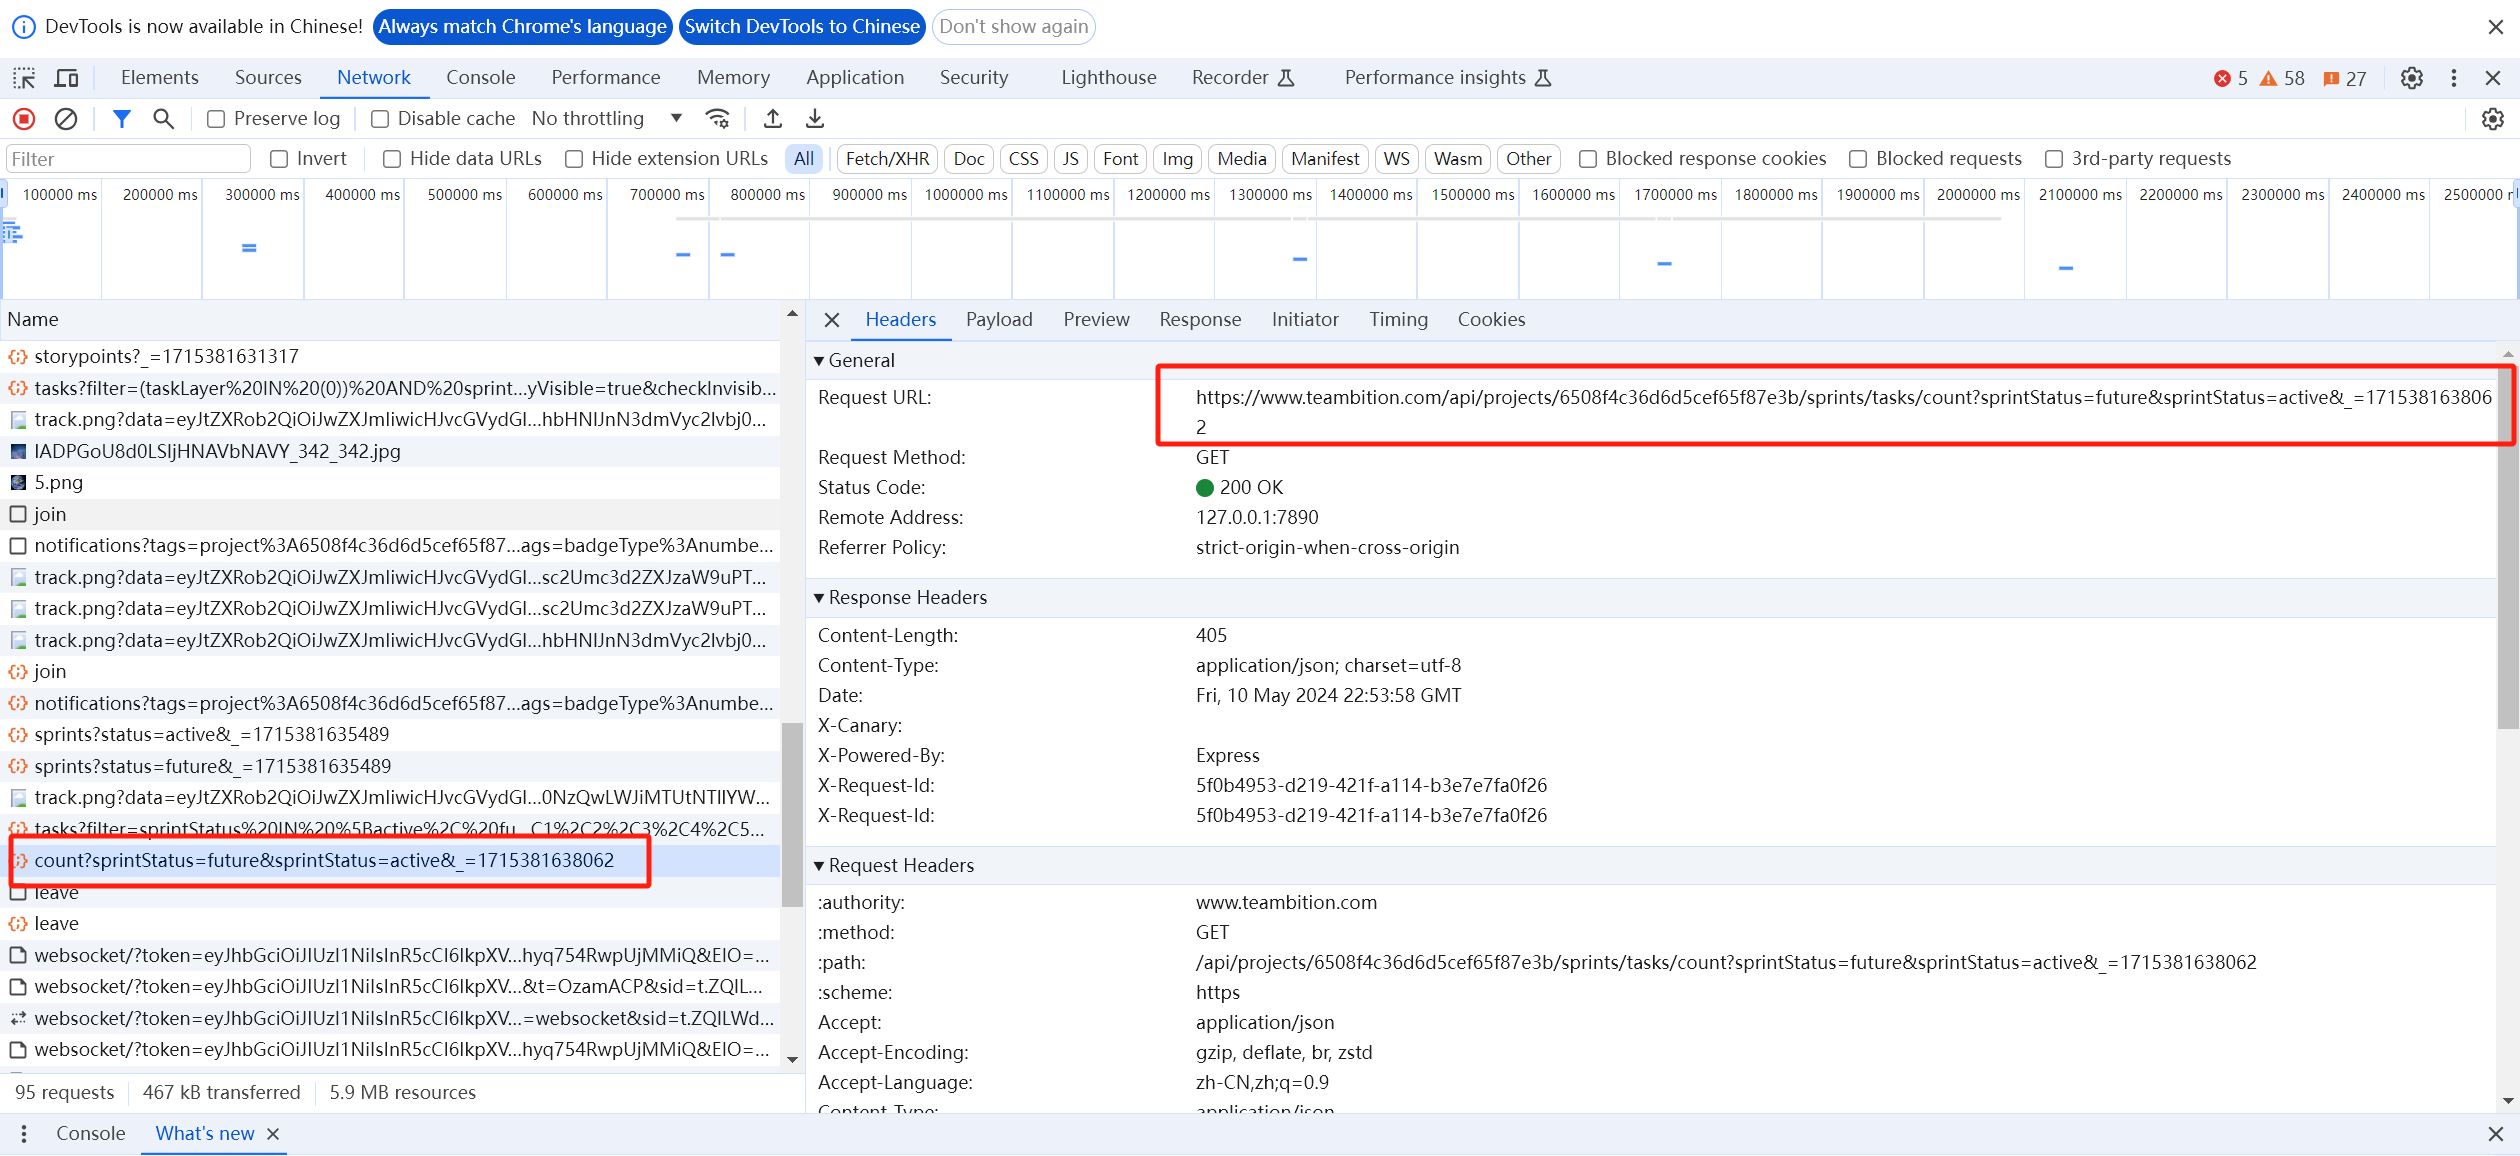 DevTools is now available in Chinese! Always match Chrome's language Switch DevTools to Chinese Don't show again
Elements Sources Network Console Performance Memory Application Security Lighthouse Recorder Performance insights 5 58 27
Preserve log Disable cache No throttling
Filter Invert Hide data URLs Hide extension URLs All Fetch/XHR Doc CSS JS Font Img Media Manifest WS Wasm Other Blocked response cookies Blocked requests 3rd-party requests
100000 ms 200000 ms 300000 ms 400000 ms 500000 ms 600000 ms 700000 ms 800000 ms 900000 ms 1000000 ms 1100000 ms 1200000 ms 1300000 ms 1400000 ms 1500000 ms 1600000 ms 1700000 ms 1800000 ms 1900000 ms 2000000 ms 2100000 ms 2200000 ms 2300000 ms 2400000 ms 2500000
Name
storypoints?_=1715381631317
tasks?filter=(taskLayer%20IN%20(0))%20AND%20sprint...yVisible=true&checkInvisib...
track.png?data=eyJtZXRob2QiOiJwZXJmIiwicHJvcGVydGl...hbHNlJnN3dmVyc2lvbj0...
IADPGoU8d0LSljHNAVbNAVY_342_342.jpg
5.png
join
notifications?tags=project%3A6508f4c36d6d5cef65f87...ags=badgeType%3Anumbe...
track.png?data=eyJtZXRob2QiOiJwZXJmIiwicHJvcGVydGl...sc2Umc3d2ZXJzaW9uPT...
track.png?data=eyJtZXRob2QiOiJwZXJmIiwicHJvcGVydGl...sc2Umc3d2ZXJzaW9uPT...
track.png?data=eyJtZXRob2QiOiJwZXJmIiwicHJvcGVydGl...hbHNlJnN3dmVyc2lvbj0...
join
notifications?tags=project%3A6508f4c36d6d5cef65f87...ags=badgeType%3Anumbe...
sprints?status=active&_=1715381635489
sprints?status=future&_=1715381635489
track.png?data=eyJtZXRob2QiOiJwZXJmIiwicHJvcGVydGl...0NzQwLWJiMTUtNTllYW...
tasks?filter=sprintStatus%20IN%20%5Bactive%2C%20fu...C1%2C2%2C3%2C4%2C5...
count?sprintStatus=future&sprintStatus=active&_=1715381638062
leave
leave
websocket/?token=eyJhbGciOiJIUzI1NiIsInR5cCI6IkpXV...hyq754RwpUjMMiQ&EIO=...
websocket/?token=eyJhbGciOiJIUzI1NiIsInR5cCI6IkpXV...&t=OzamACP&sid=t.ZQlL...
websocket/?token=eyJhbGciOiJIUzI1NiIsInR5cCI6IkpXV...=websocket&sid=t.ZQlLWd...
websocket/?token=eyJhbGciOiJIUzI1NiIsInR5cCI6IkpXV...hyq754RwpUjMMiQ&EIO=...
95 requests 467 kB transferred 5.9 MB resources
Headers Payload Preview Response Initiator Timing Cookies
General
Request URL: https://www.teambition.com/api/projects/6508f4c36d6d5cef65f87e3b/sprints/tasks/count?sprintStatus=future&sprintStatus=active&_=171538163806
2
Request Method: GET
Status Code: 200 OK
Remote Address: 127.0.0.1:7890
Referrer Policy: strict-origin-when-cross-origin
Response Headers
Content-Length: 405
Content-Type: application/json; charset=utf-8
Date: Fri, 10 May 2024 22:53:58 GMT
X-Canary:
X-Powered-By: Express
X-Request-Id: 5f0b4953-d219-421f-a114-b3e7e7fa0f26
X-Request-Id: 5f0b4953-d219-421f-a114-b3e7e7fa0f26
Request Headers
:authority: www.teambition.com
:method: GET
:path: /api/projects/6508f4c36d6d5cef65f87e3b/sprints/tasks/count?sprintStatus=future&sprintStatus=active&_=1715381638062
:scheme: https
Accept: application/json
Accept-Encoding: gzip, deflate, br, zstd
Accept-Language: zh-CN,zh;q=0.9
Content-Type: application/json
Console What's new